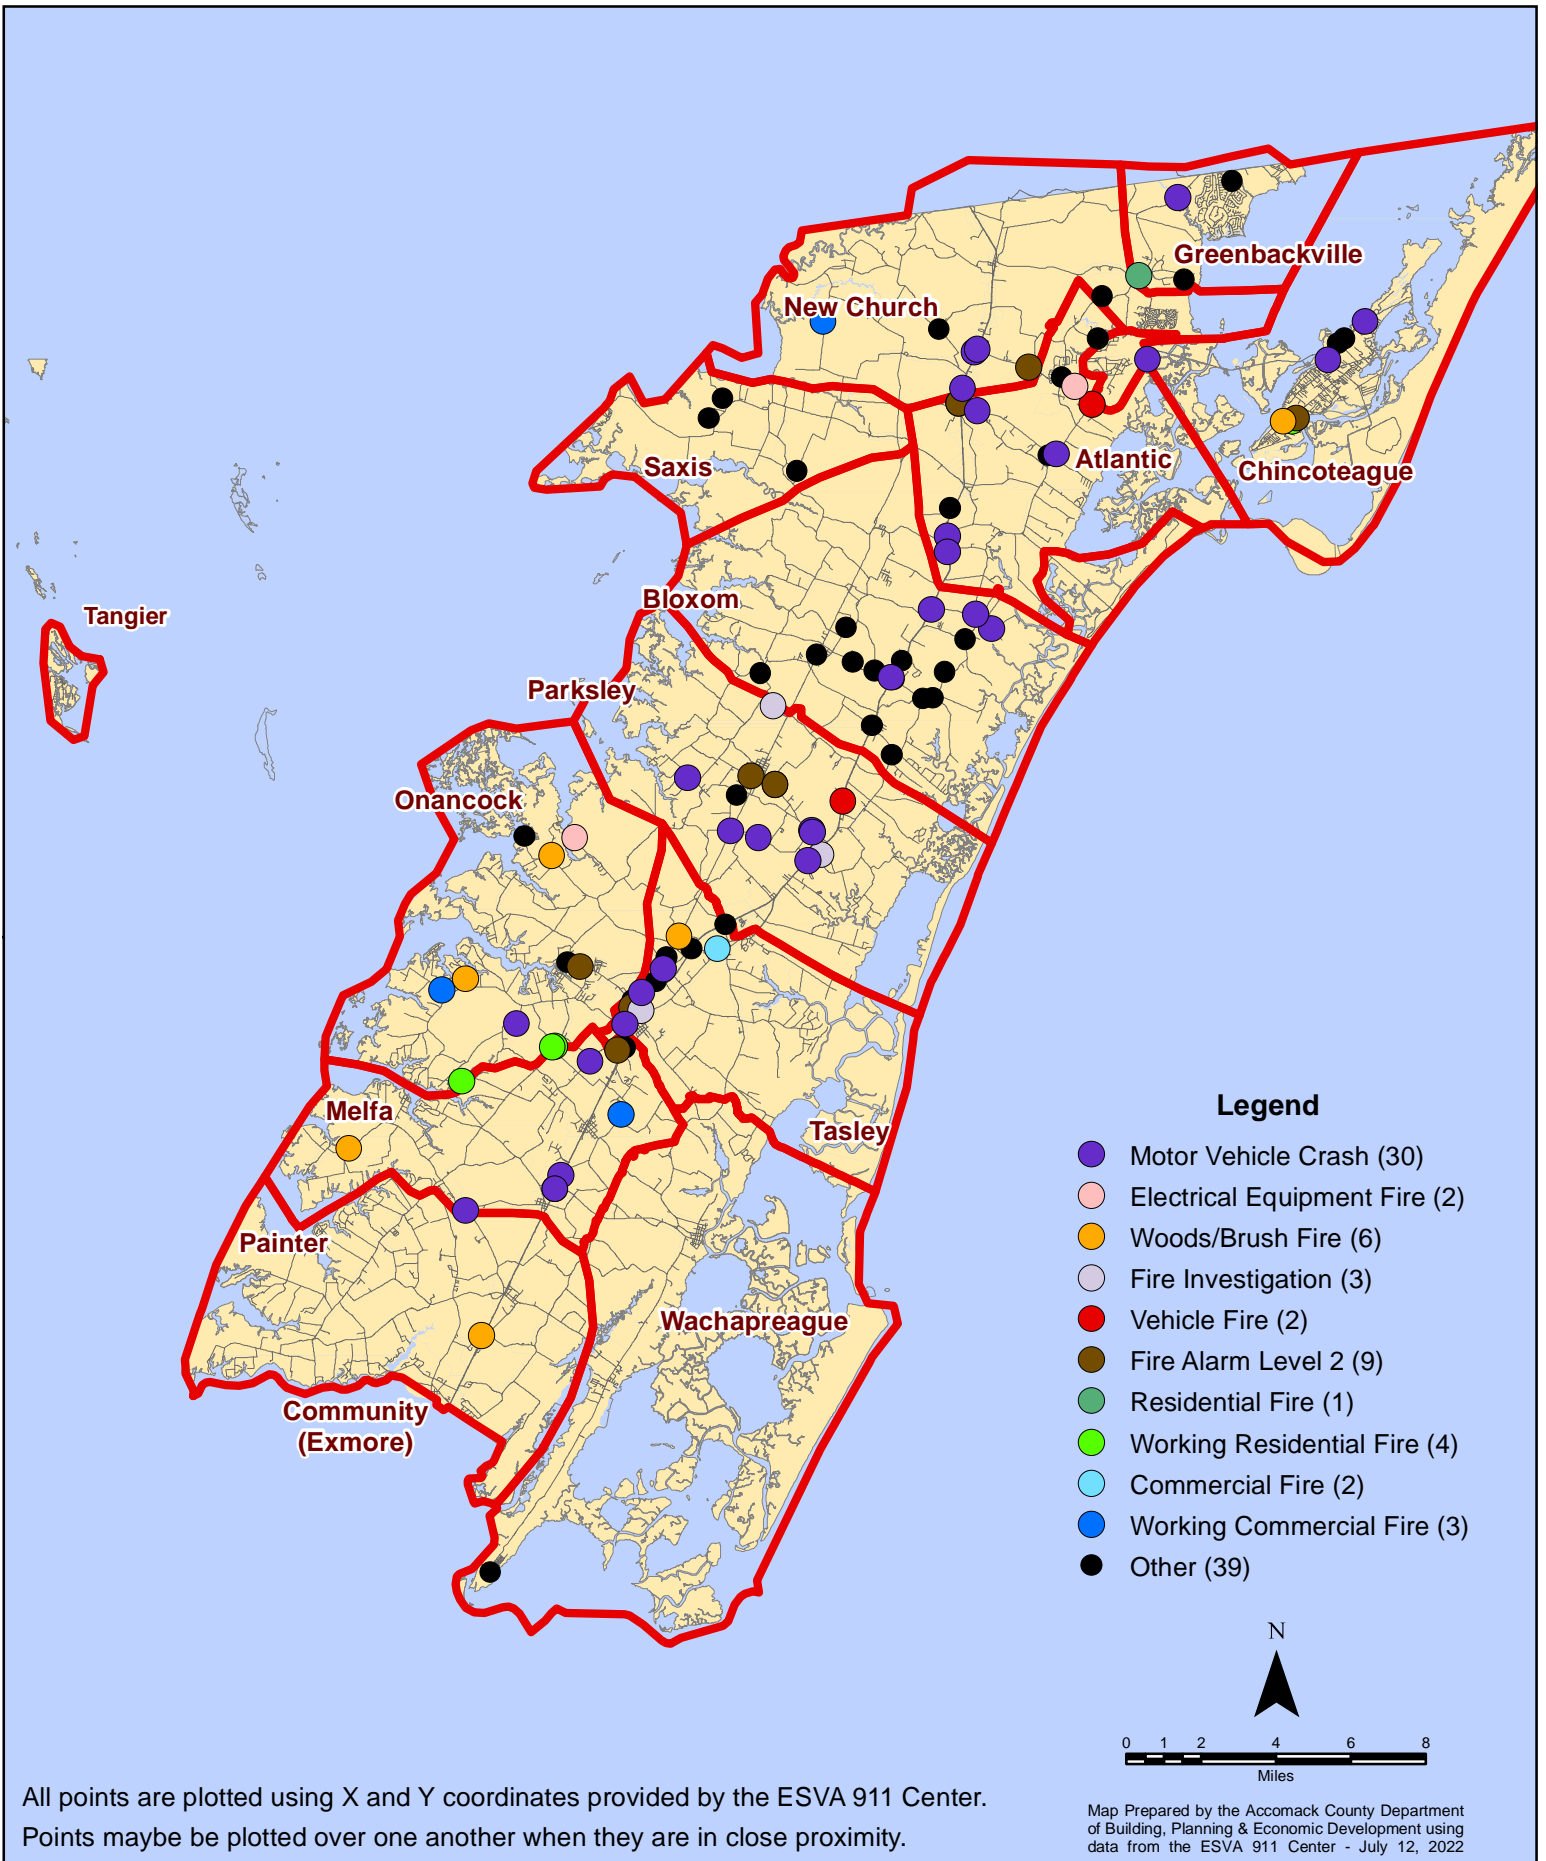 Greenbackville
New Church
Atlantic
Chincoteague
Saxis
Bloxom
Tangier
Parksley
Onancock
Melfa
Tasley
Painter
Wachapreague
Community
(Exmore)
Legend
Motor Vehicle Crash (30)
Electrical Equipment Fire (2)
Woods/Brush Fire (6)
Fire Investigation (3)
Vehicle Fire (2)
Fire Alarm Level 2 (9)
Residential Fire (1)
Working Residential Fire (4)
Commercial Fire (2)
Working Commercial Fire (3)
Other (39)
N
0 1 2 4 6 8
Miles
All points are plotted using X and Y coordinates provided by the ESVA 911 Center.
Points maybe be plotted over one another when they are in close proximity.
Map Prepared by the Accomack County Department
of Building, Planning & Economic Development using
data from the ESVA 911 Center - July 12, 2022